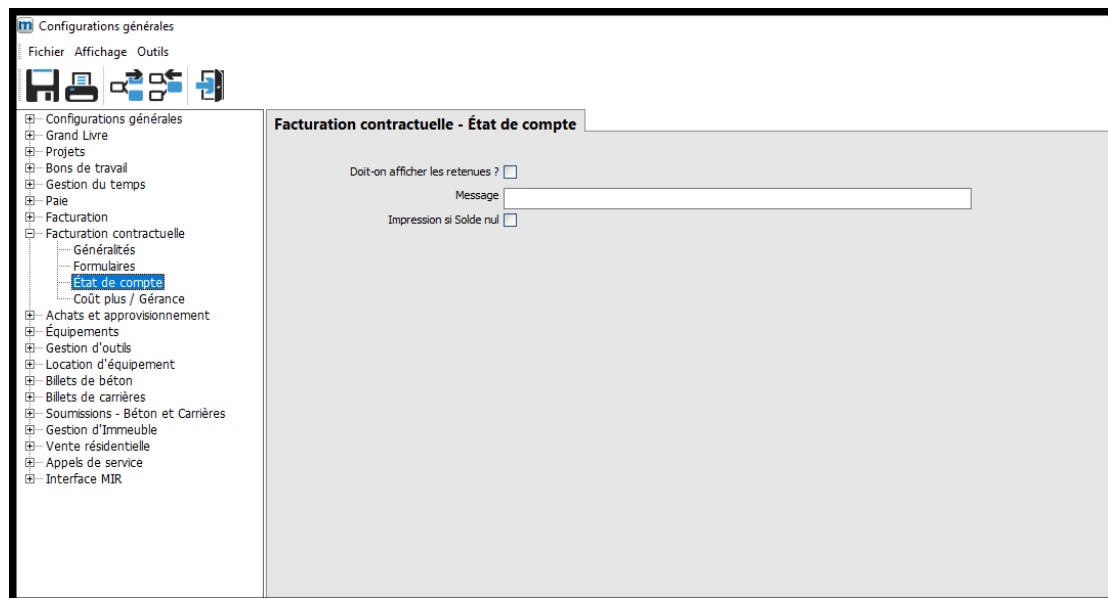 m Configurations générales
Fichier Affichage Outils
Configurations générales
Grand Livre
Projets
Bons de travail
Gestion du temps
Paie
Facturation
Facturation contractuelle
Généralités
Formulaires
État de compte
Coût plus / Gérance
Achats et approvisionnement
Équipements
Gestion d'outils
Location d'équipement
Billets de béton
Billets de carrières
Soumissions - Béton et Carrières
Gestion d'Immeuble
Vente résidentielle
Appels de service
Interface MIR
Facturation contractuelle - État de compte
Doit-on afficher les retenues ?
Message
Impression si Solde nul